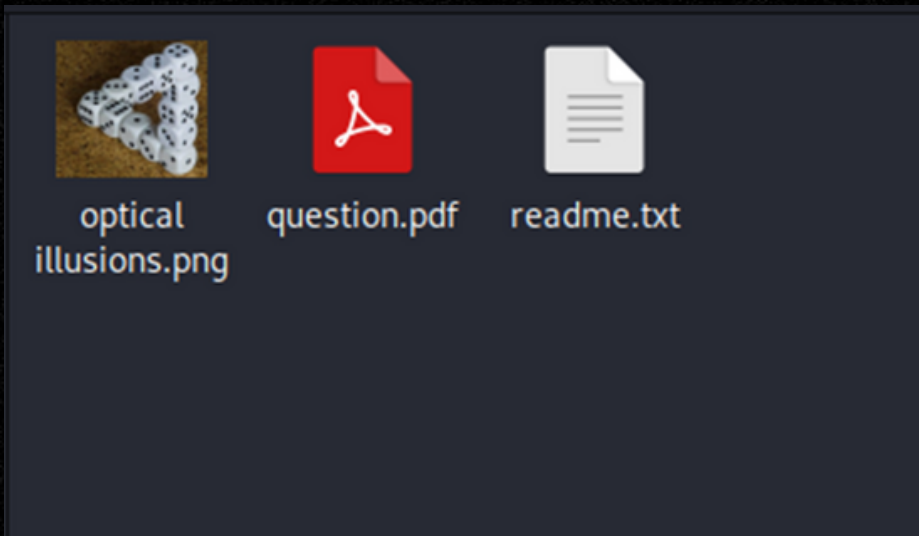 optical
illusions.png
question.pdf
readme.txt